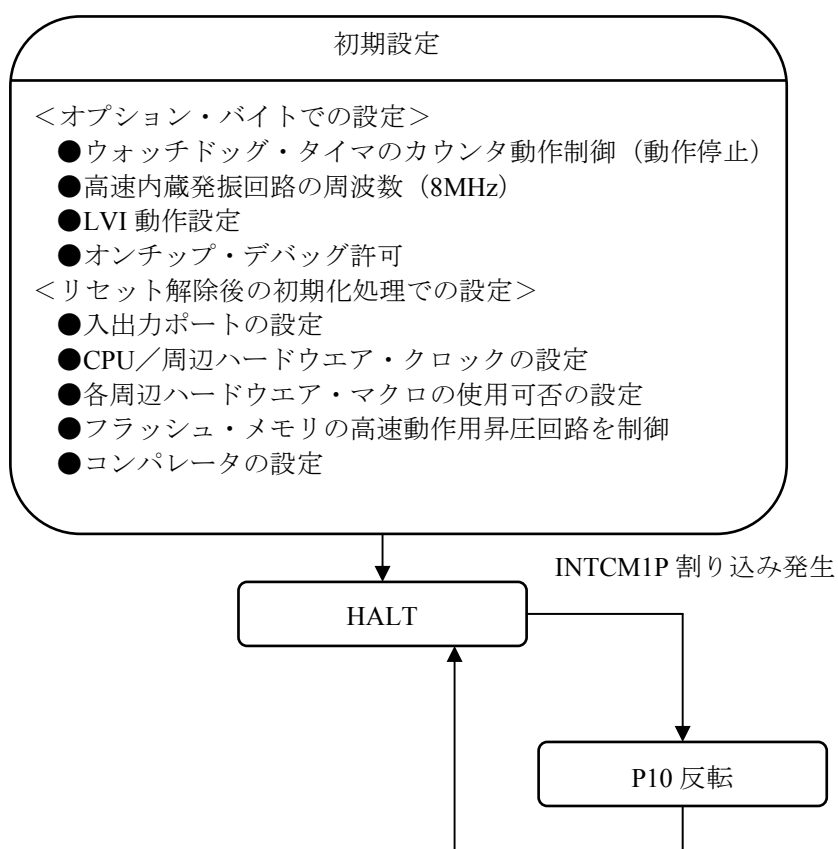 初期設定
＜オプション・バイトでの設定＞
●ウォッチドッグ・タイマのカウンタ動作制御（動作停止）
●高速内蔵発振回路の周波数（8MHz）
●LVI 動作設定
●オンチップ・デバッグ許可
＜リセット解除後の初期化処理での設定＞
●入出力ポートの設定
●CPU／周辺ハードウエア・クロックの設定
●各周辺ハードウエア・マクロの使用可否の設定
●フラッシュ・メモリの高速動作用昇圧回路を制御
●コンパレータの設定
INTCM1P 割り込み発生
HALT
P10 反転